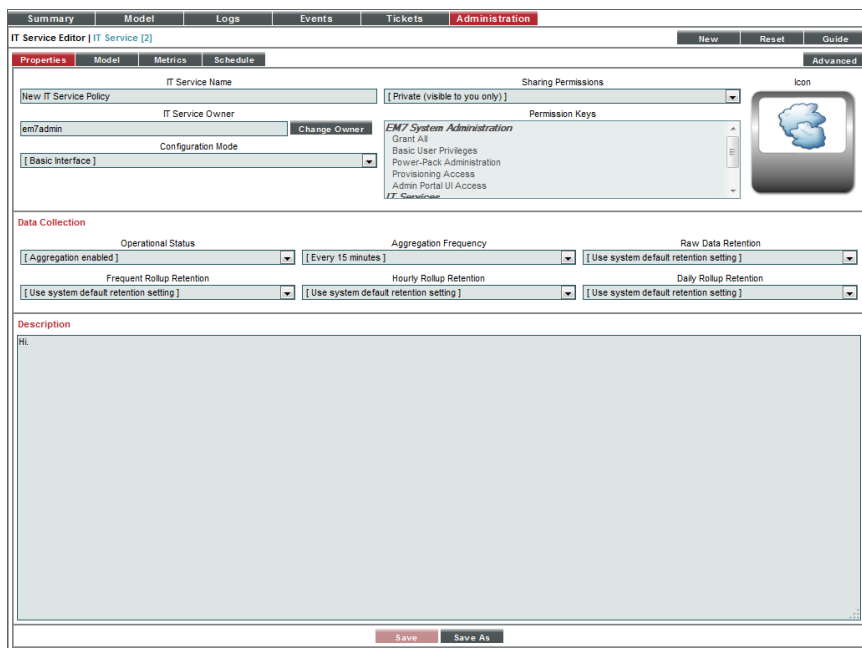 Summary Model Logs Events Tickets Administration
IT Service Editor | IT Service [2] New Reset Guide
Properties Model Metrics Schedule Advanced
IT Service Name Sharing Permissions Icon
New IT Service Policy [ Private (visible to you only) ]
IT Service Owner Permission Keys
em7admin Change Owner EM7 System Administration
Grant All
Configuration Mode Basic User Privileges
[ Basic Interface ] Power-Pack Administration
Provisioning Access
Admin Portal UI Access
IT Services
Data Collection
Operational Status Aggregation Frequency Raw Data Retention
[ Aggregation enabled ] [ Every 15 minutes ] [ Use system default retention setting ]
Frequent Rollup Retention Hourly Rollup Retention Daily Rollup Retention
[ Use system default retention setting ] [ Use system default retention setting ] [ Use system default retention setting ]
Description
Hi.
Save Save As